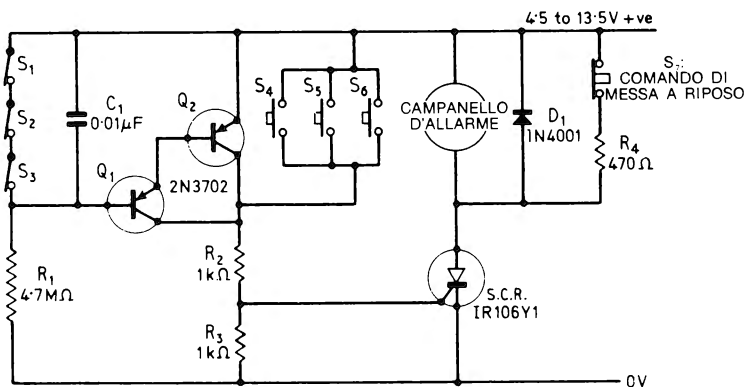 4·5 to 13·5V +ve
S₁
S₂
S₃
C₁
0·01µF
Q₂
Q₁
2N3702
S₄
S₅
S₆
CAMPANELLO
D'ALLARME
D₁
1N4001
S₇:
COMANDO DI
MESSA A RIPOSO
R₄
470Ω
R₁
4·7MΩ
R₂
1kΩ
R₃
1kΩ
S.C.R.
IR106Y1
0V